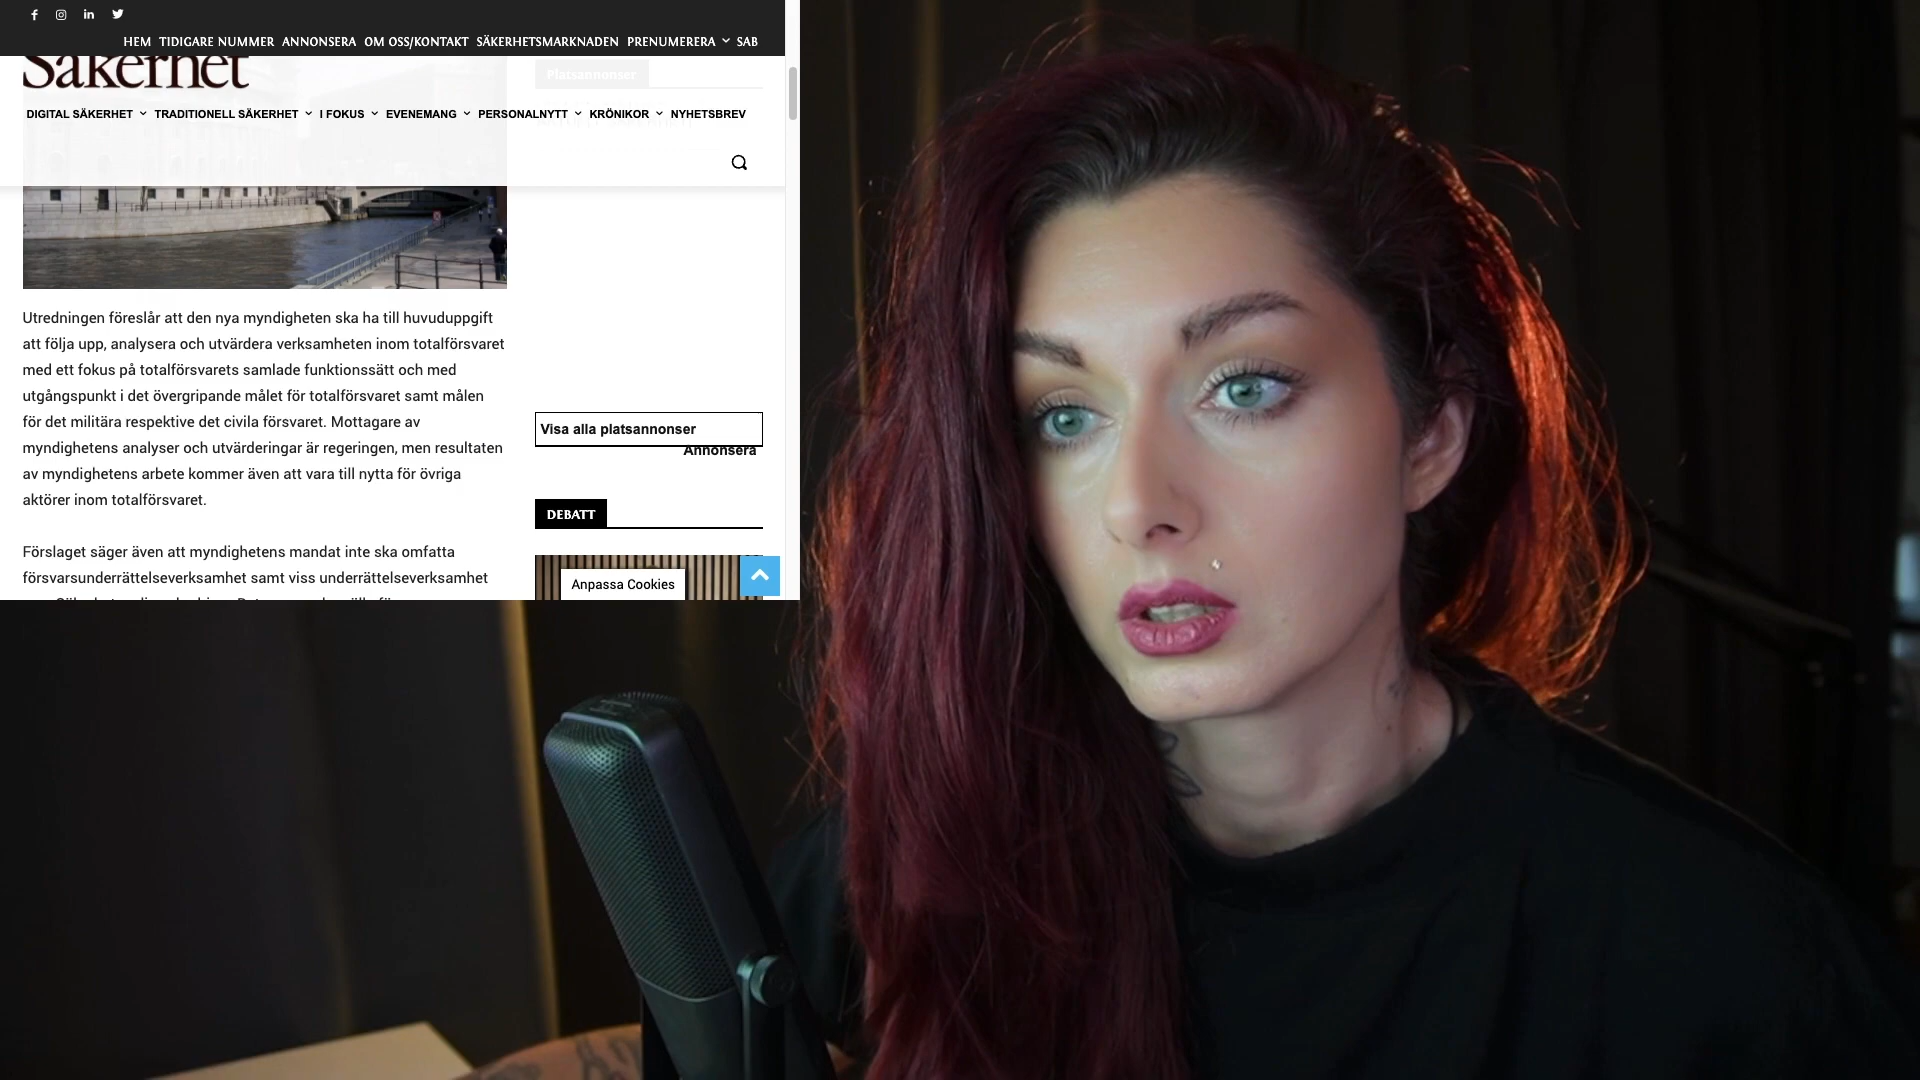 HEM TIDIGARE NUMMER ANNONSERA OM OSS/KONTAKT SÄKERHETSMARKNADEN PRENUMERERA SAB
Säkerhet
Platsannonser
DIGITAL SÄKERHET TRADITIONELL SÄKERHET I FOKUS EVENEMANG PERSONALNYTT KRÖNIKOR NYHETSBREV
Utredningen föreslår att den nya myndigheten ska ha till huvuduppgift
att följa upp, analysera och utvärdera verksamheten inom totalförsvaret
med ett fokus på totalförsvarets samlade funktionssätt och med
utgångspunkt i det övergripande målet för totalförsvaret samt målen
för det militära respektive det civila försvaret. Mottagare av
myndighetens analyser och utvärderingar är regeringen, men resultaten
av myndighetens arbete kommer även att vara till nytta för övriga
aktörer inom totalförsvaret.
Förslaget säger även att myndighetens mandat inte ska omfatta
försvarsunderrättelseverksamhet samt viss underrättelseverksamhet
Visa alla platsannonser
Annonsera
DEBATT
Anpassa Cookies